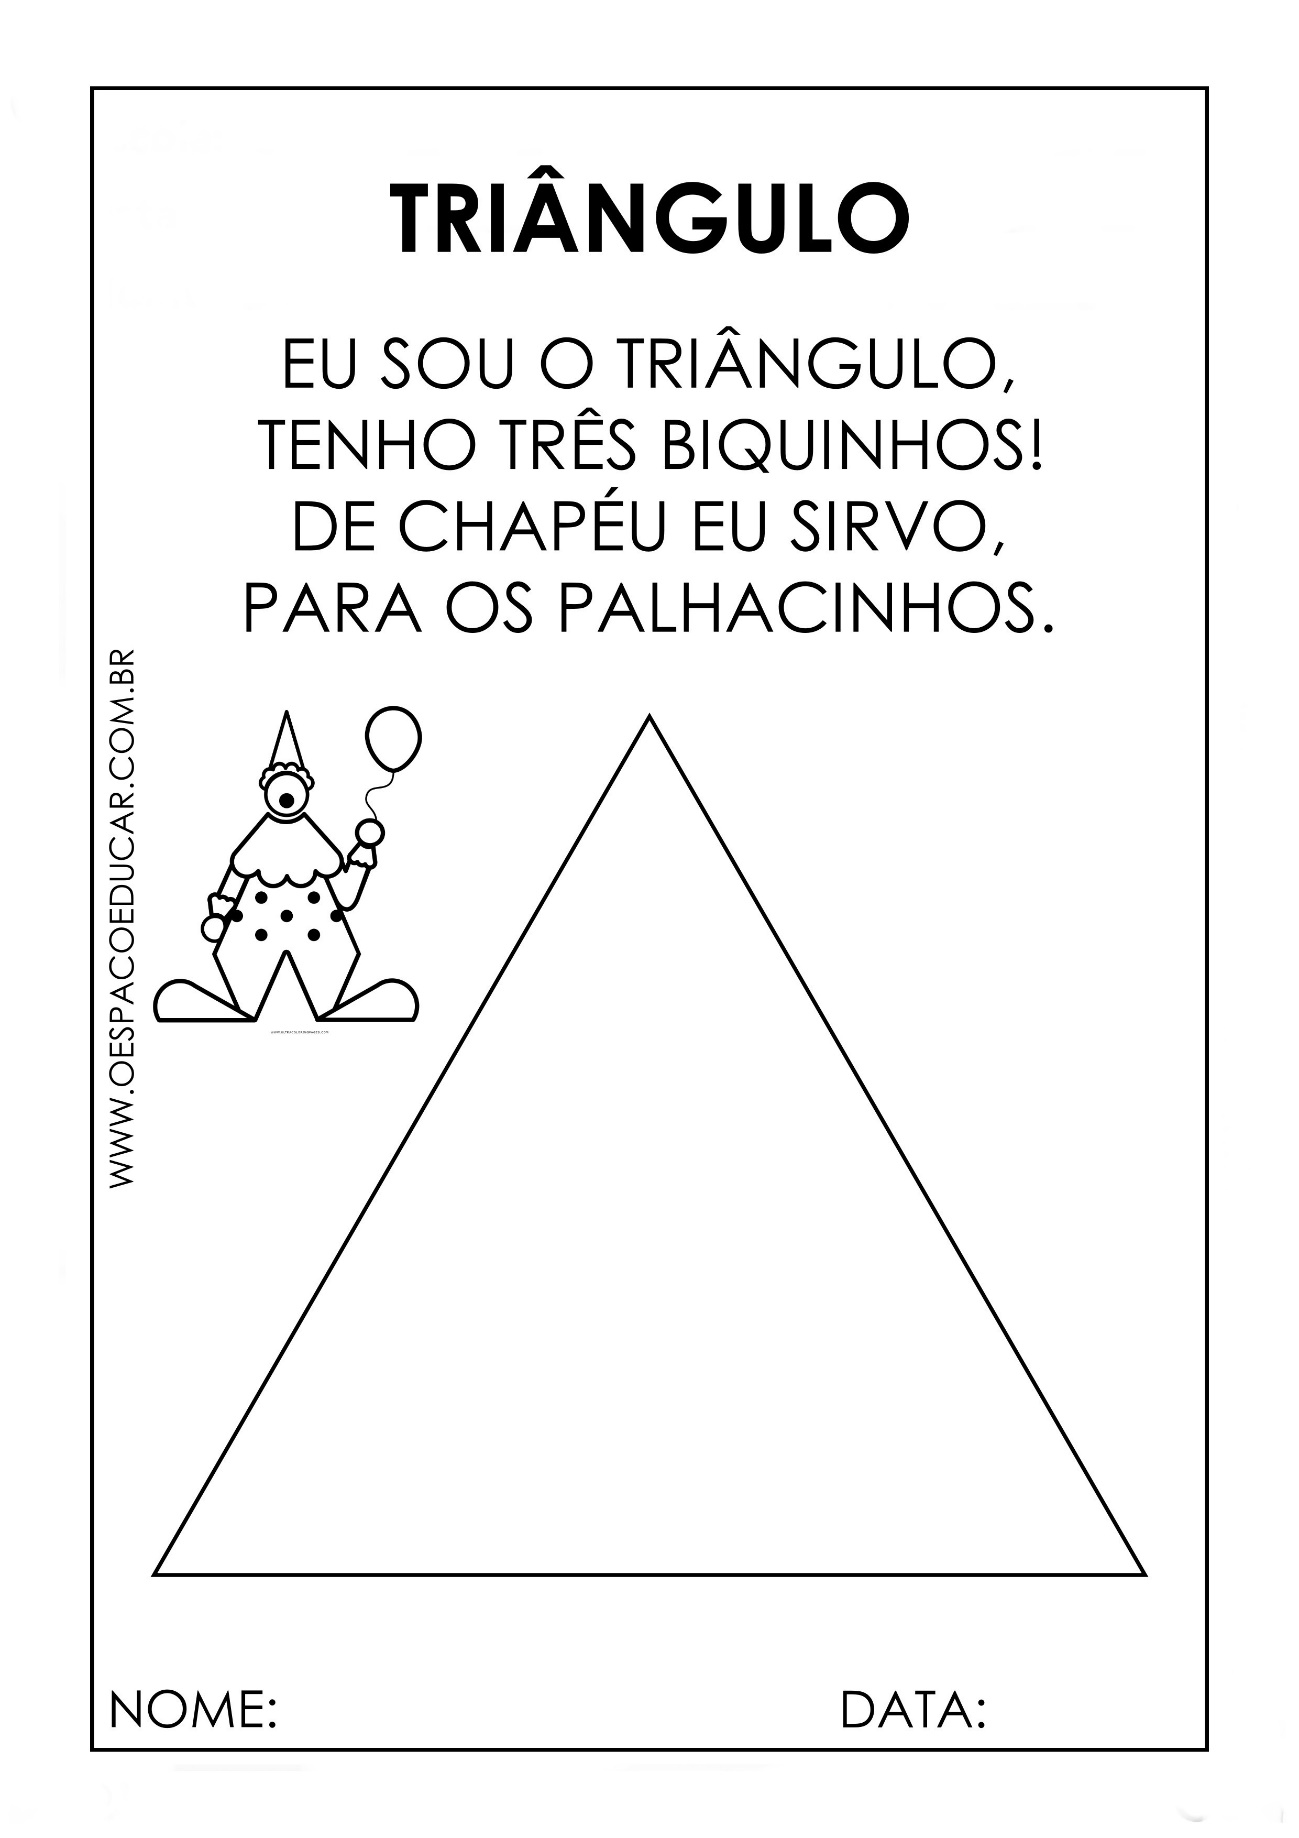 TRIÂNGULO
EU SOU O TRIÂNGULO,
TENHO TRÊS BIQUINHOS!
DE CHAPÉU EU SIRVO,
PARA OS PALHACINHOS.
WWW.OESPACOEDUCAR.COM.BR
NOME:
DATA: